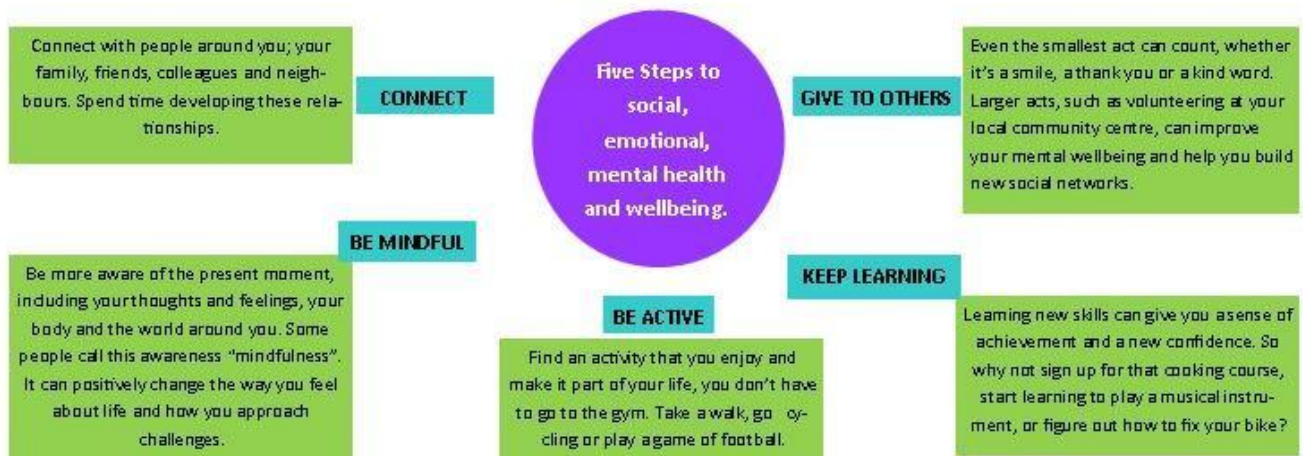 Five Steps to
social,
emotional,
mental health
and wellbeing.
CONNECT
Connect with people around you; your
family, friends, colleagues and neigh-
bours. Spend time developing these rela-
tionships.
GIVE TO OTHERS
Even the smallest act can count, whether
it's a smile, a thank you or a kind word.
Larger acts, such as volunteering at your
local community centre, can improve
your mental wellbeing and help you build
new social networks.
BE MINDFUL
Be more aware of the present moment,
including your thoughts and feelings, your
body and the world around you. Some
people call this awareness "mindfulness".
It can positively change the way you feel
about life and how you approach
challenges.
BE ACTIVE
Find an activity that you enjoy and
make it part of your life, you don't have
to go to the gym. Take a walk, go cy-
cling or play a game of football.
KEEP LEARNING
Learning new skills can give you a sense of
achievement and a new confidence. So
why not sign up for that cooking course,
start learning to play a musical instru-
ment, or figure out how to fix your bike?